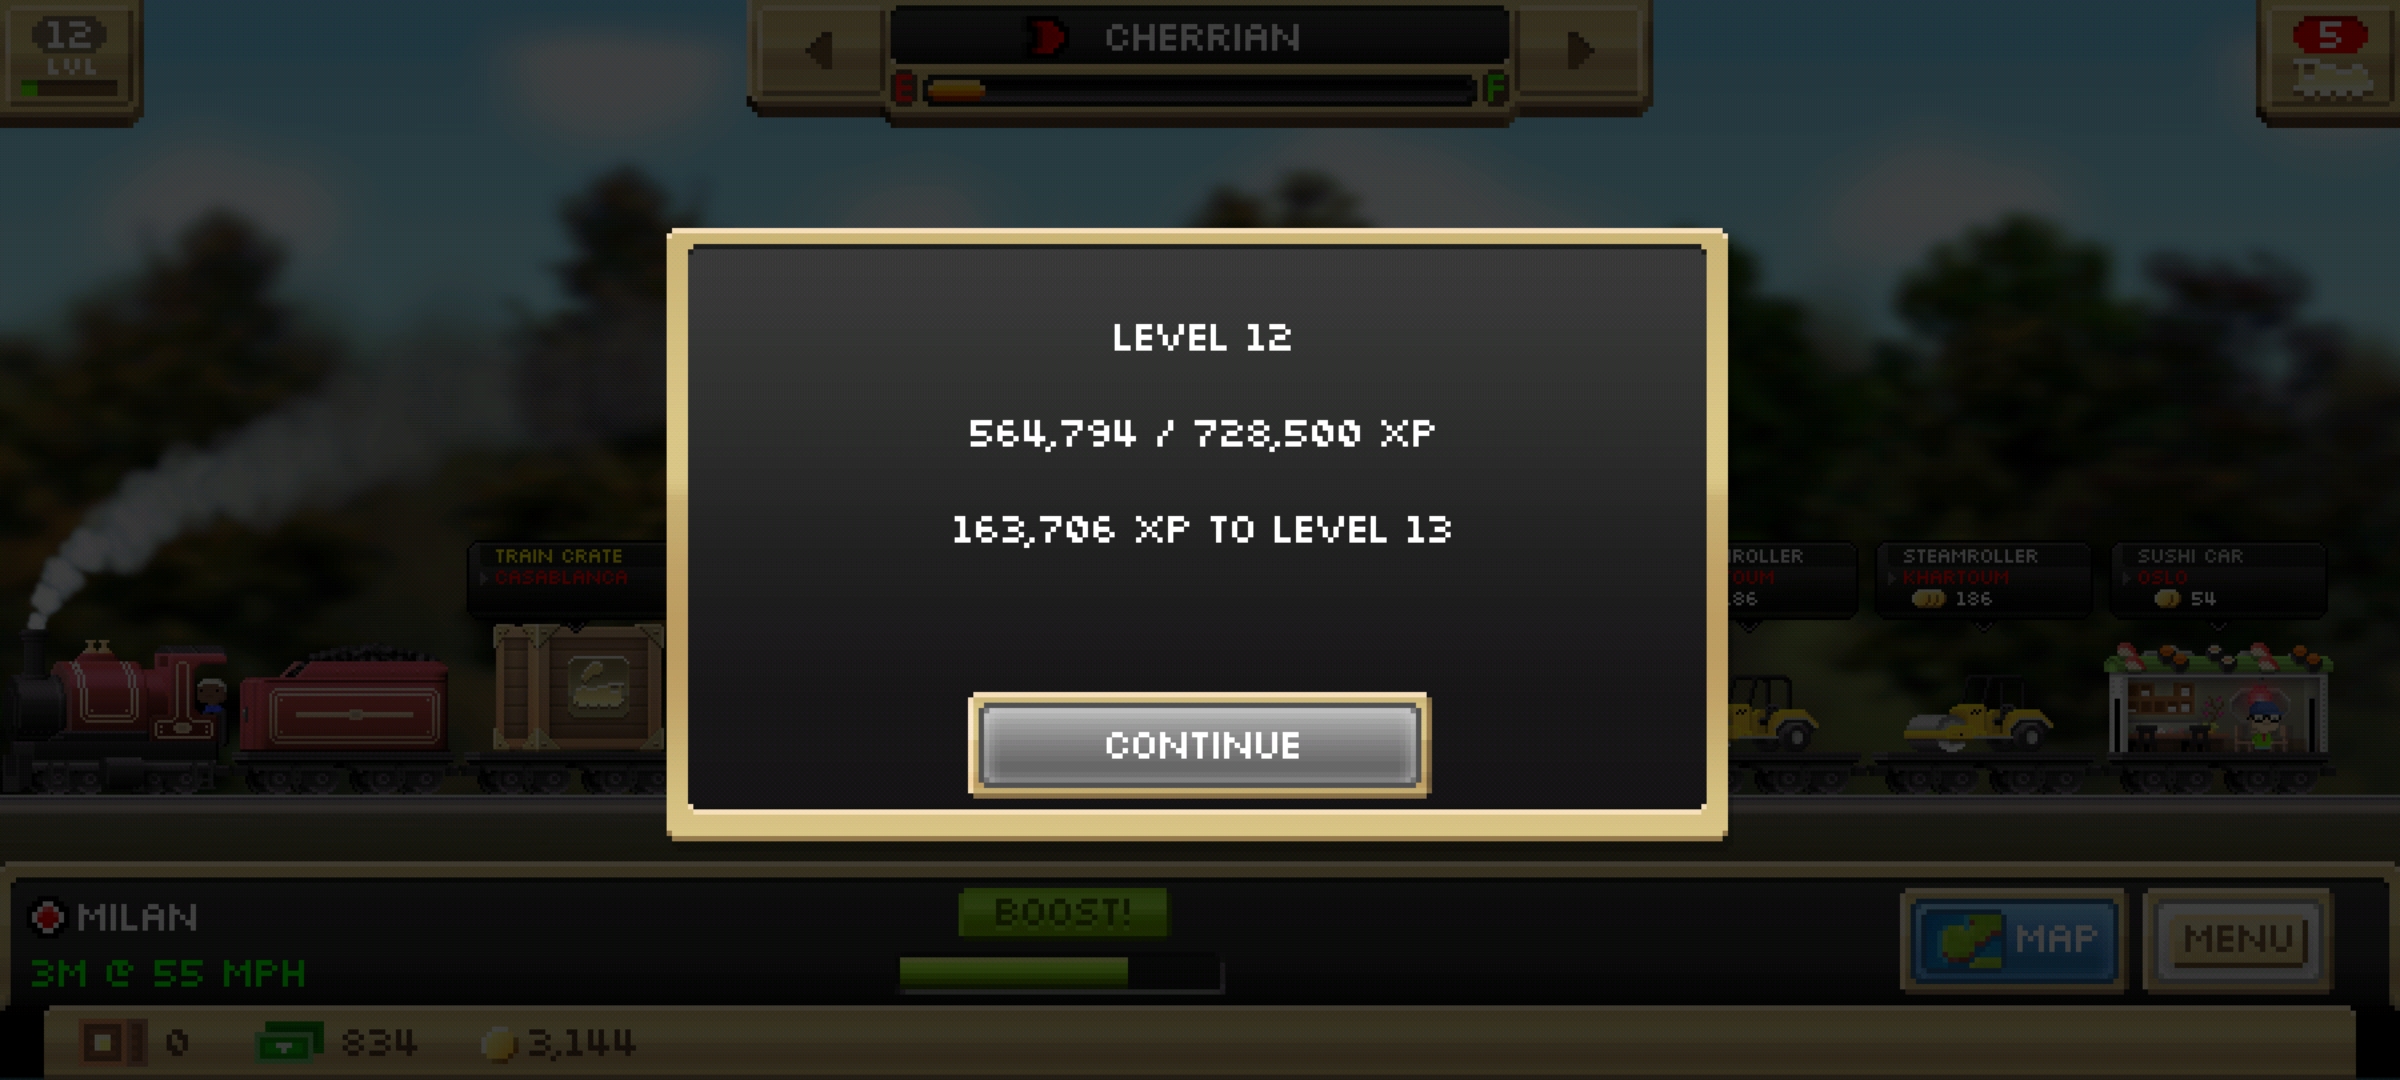 12
LVL
CHERRIAN
E F
5
LEVEL 12
564,794 / 728,500 XP
163,706 XP TO LEVEL 13
CONTINUE
TRAIN CRATE
CASABLANCA
ROLLER
OUM
86
STEAMROLLER
KHARTOUM
186
SUSHI CAR
OSLO
54
MILAN
3M @ 55 MPH
BOOST!
MAP
MENU
0
834
3,144